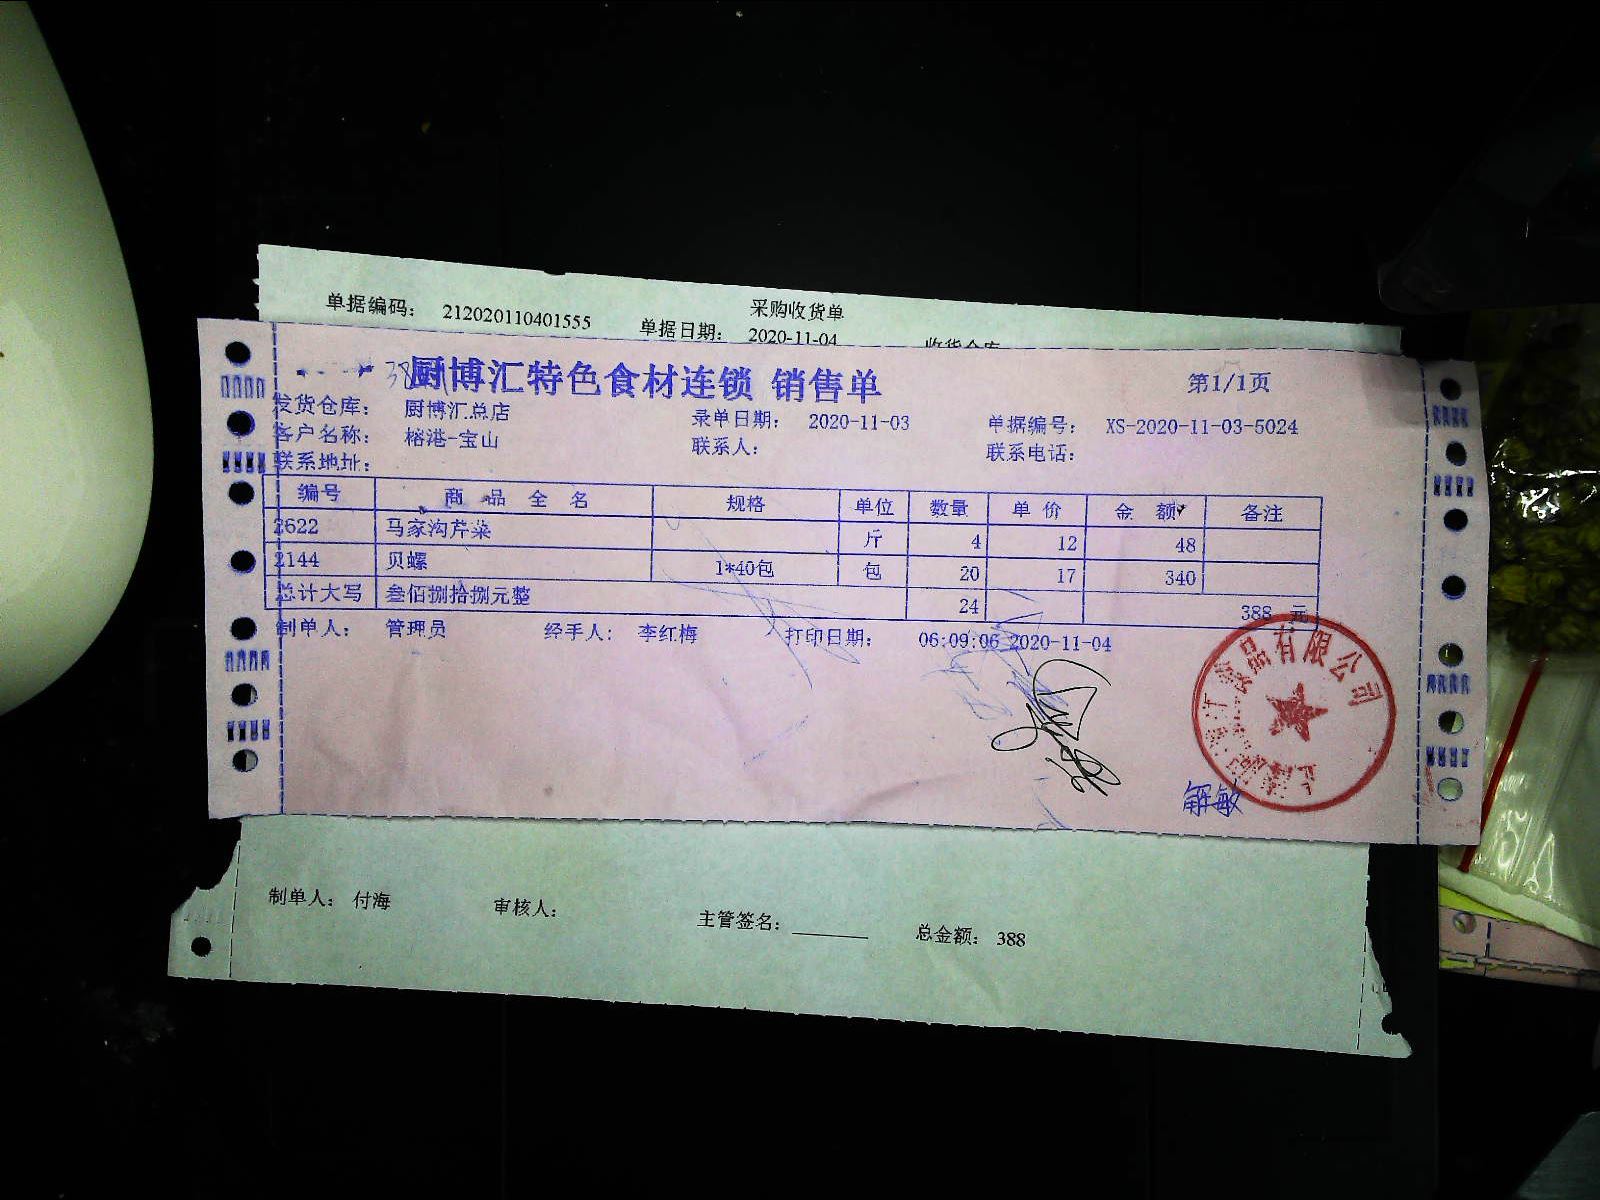 采购收货单
单据编码： 212020110401555 单据日期： 2020-11-04
厨博汇特色食材连锁 销售单 第1/1页
发货仓库： 厨博汇总店 录单日期： 2020-11-03 单据编号： XS-2020-11-03-5024
客户名称： 榕港-宝山 联系人： 联系电话：
联系地址：
编号 商品全名 规格 单位 数量 单价 金额 备注
2622 马家沟芹菜 斤 4 12 48
2144 贝螺 1*40包 包 20 17 340
总计大写 叁佰捌拾捌元整 24 388 元
制单人： 管理员 经手人： 李红梅 打印日期： 06:09:06 2020-11-04
食品有限公司
解敏
制单人： 付海 审核人： 主管签名： 总金额： 388